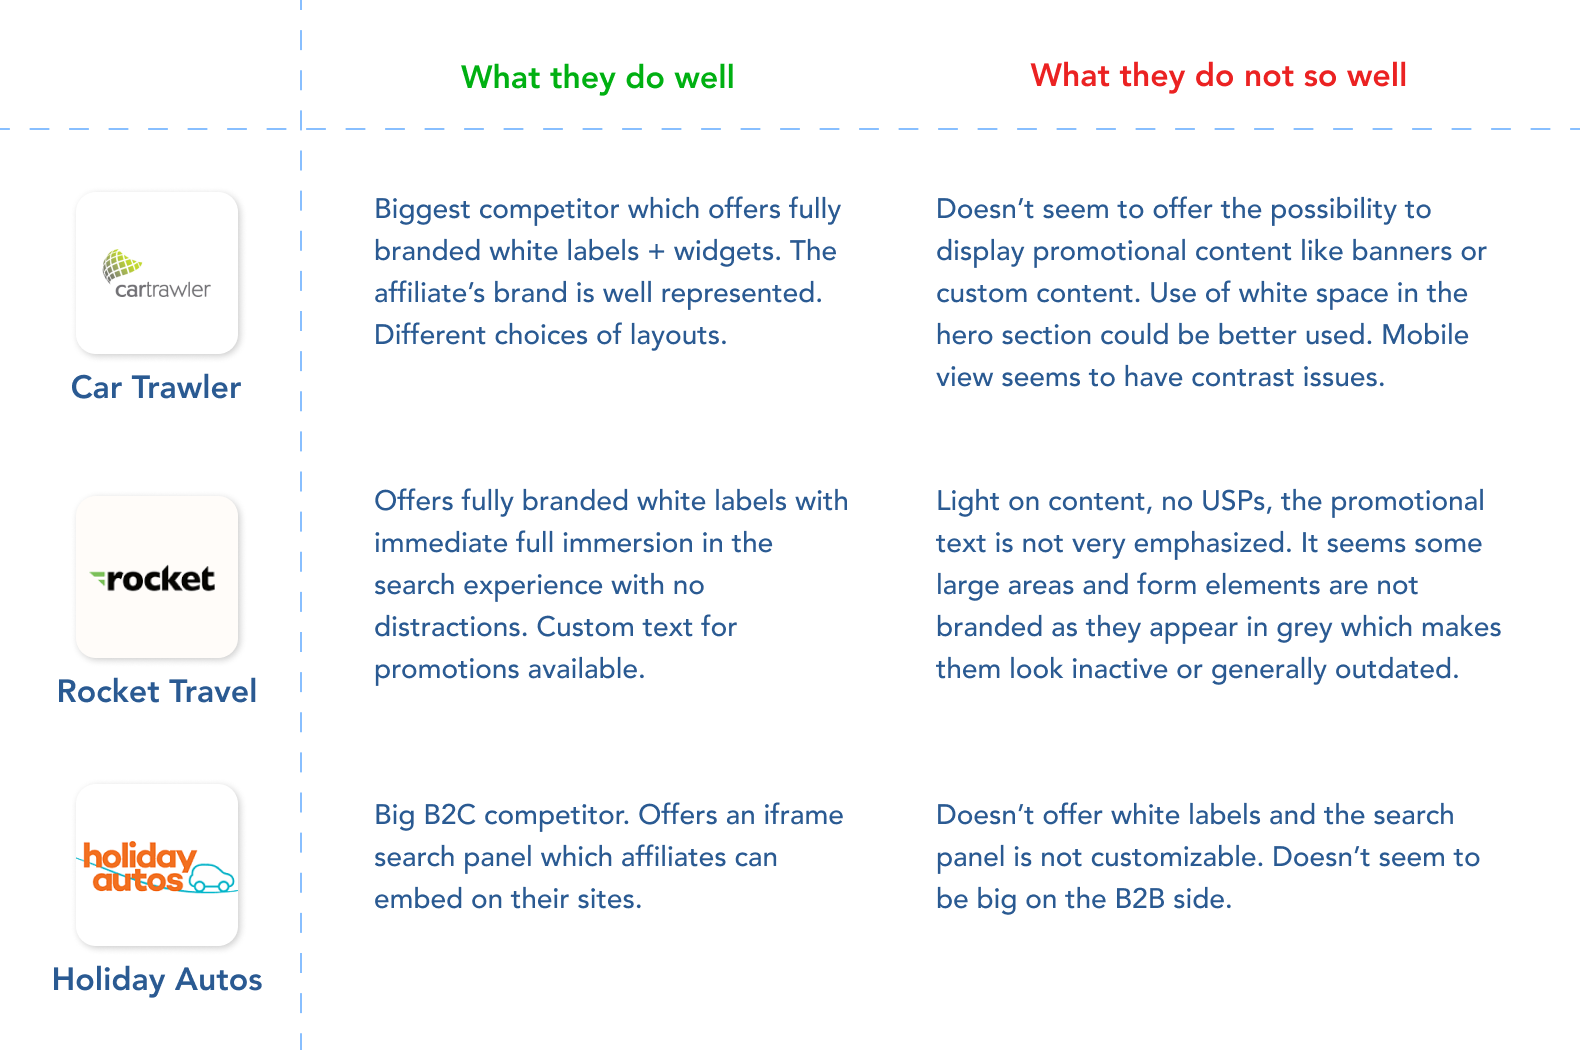 What they do well
What they do not so well
cartrawler
Car Trawler
Biggest competitor which offers fully
branded white labels + widgets. The
affiliate’s brand is well represented.
Different choices of layouts.
Doesn’t seem to offer the possibility to
display promotional content like banners or
custom content. Use of white space in the
hero section could be better used. Mobile
view seems to have contrast issues.
rocket
Rocket Travel
Offers fully branded white labels with
immediate full immersion in the
search experience with no
distractions. Custom text for
promotions available.
Light on content, no USPs, the promotional
text is not very emphasized. It seems some
large areas and form elements are not
branded as they appear in grey which makes
them look inactive or generally outdated.
holiday
autos
Holiday Autos
Big B2C competitor. Offers an iframe
search panel which affiliates can
embed on their sites.
Doesn’t offer white labels and the search
panel is not customizable. Doesn’t seem to
be big on the B2B side.